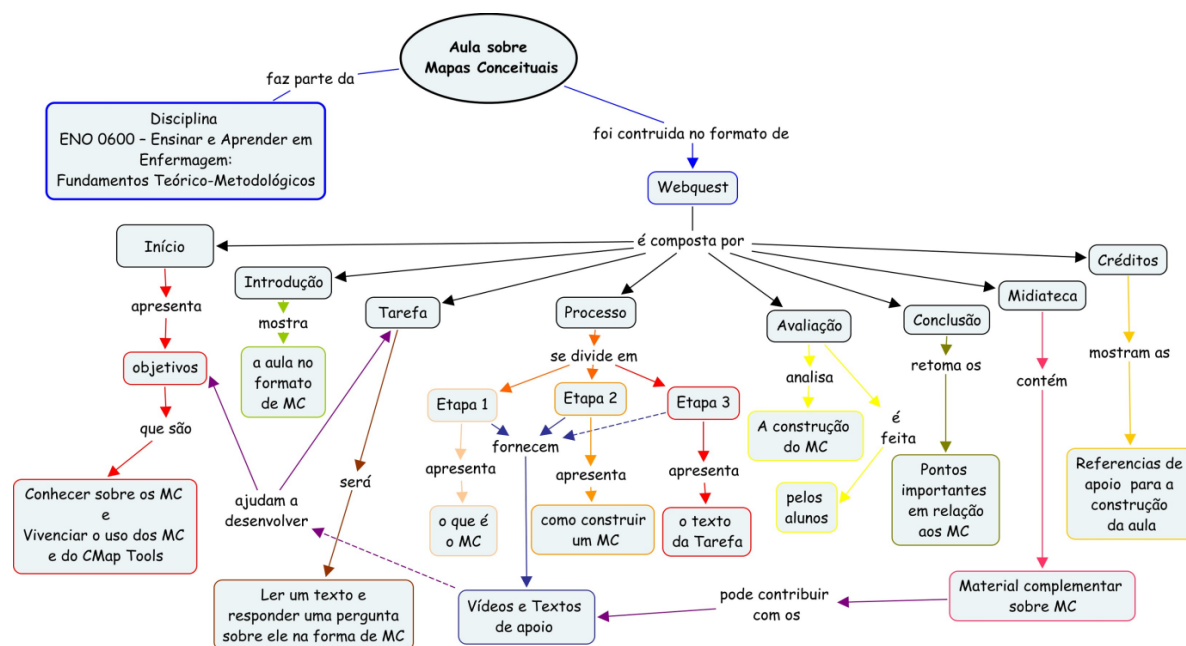 Aula sobre
Mapas Conceituais
faz parte da
Disciplina
ENO 0600 – Ensinar e Aprender em
Enfermagem:
Fundamentos Teórico-Metodológicos
foi contruida no formato de
Webquest
é composta por
Início
apresenta
objetivos
que são
Conhecer sobre os MC
e
Vivenciar o uso dos MC
e do CMap Tools
Introdução
mostra
a aula no
formato
de MC
Tarefa
será
Ler um texto e
responder uma pergunta
sobre ele na forma de MC
Processo
se divide em
Etapa 1
Etapa 2
Etapa 3
fornecem
apresenta
o que é
o MC
apresenta
como construir
um MC
apresenta
o texto
da Tarefa
Avaliação
analisa
A construção
do MC
é
feita
pelos
alunos
Conclusão
retoma os
Pontos
importantes
em relação
aos MC
Midiateca
contém
Material complementar
sobre MC
Créditos
mostram as
Referencias de
apoio para a
construção
da aula
pode contribuir
com os
Vídeos e Textos
de apoio
ajudam a
desenvolver